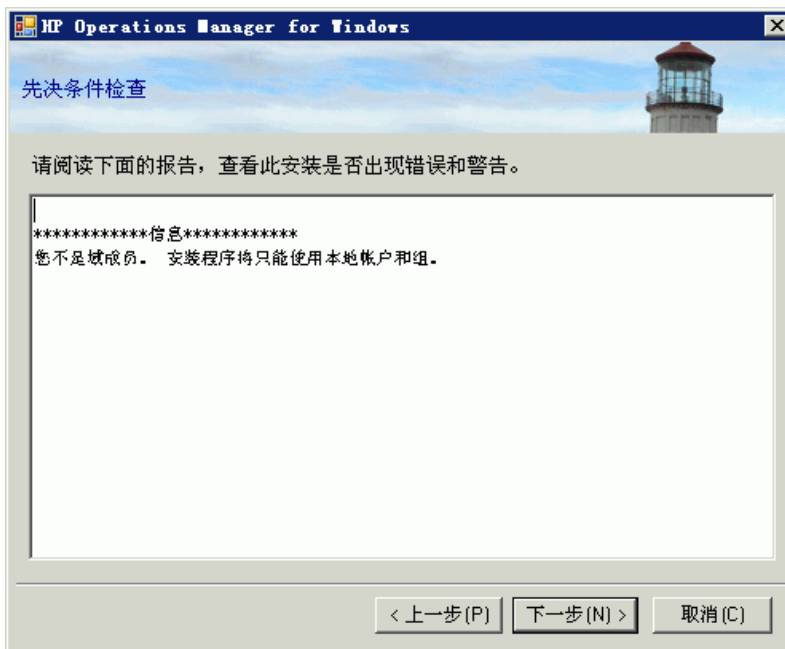 HP Operations Manager for Windows
先决条件检查
请阅读下面的报告，查看此安装是否出现错误和警告。
************信息************
您不是域成员。 安装程序将只能使用本地帐户和组。
< 上一步(P)
下一步(N) >
取消(C)